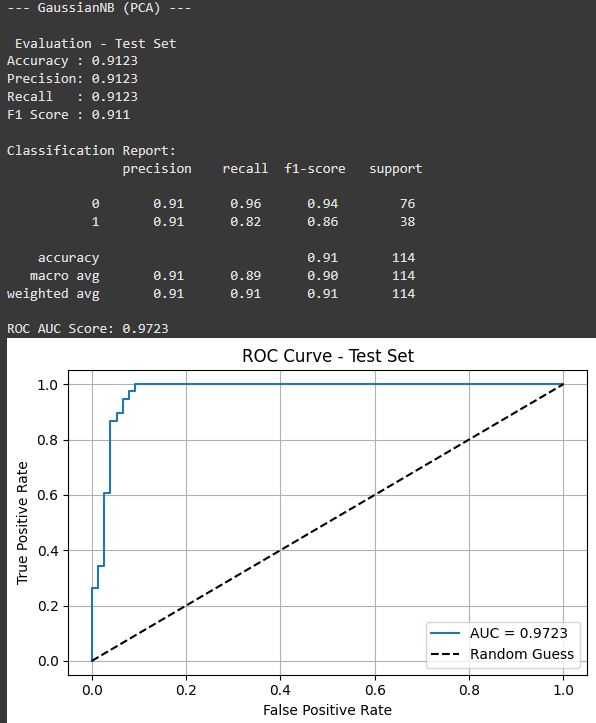 --- GaussianNB (PCA) ---
Evaluation - Test Set
Accuracy : 0.9123
Precision: 0.9123
Recall   : 0.9123
F1 Score : 0.911
Classification Report:
precision    recall  f1-score   support
0       0.91      0.96      0.94        76
1       0.91      0.82      0.86        38
accuracy                           0.91       114
macro avg       0.91      0.89      0.90       114
weighted avg       0.91      0.91      0.91       114
ROC AUC Score: 0.9723
ROC Curve - Test Set
True Positive Rate
1.0
0.8
0.6
0.4
0.2
0.0
AUC = 0.9723
Random Guess
0.0 0.2 0.4 0.6 0.8 1.0
False Positive Rate